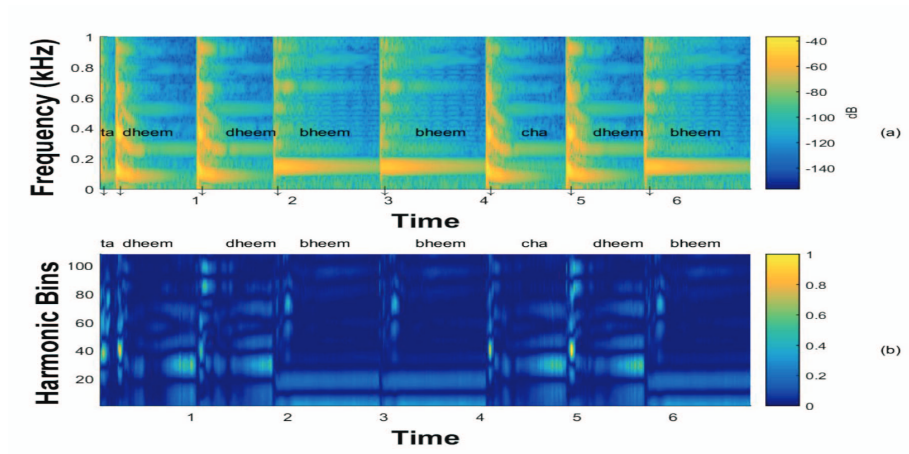 Frequency (kHz)
1
0.8
0.6
0.4
0.2
0
ta dheem dheem bheem bheem cha dheem bheem
1 2 3 4 5 6
Time
-40
-60
-80
-100
-120
-140
dB
(a)
ta dheem dheem bheem bheem cha dheem bheem
Harmonic Bins
100
80
60
40
20
1 2 3 4 5 6
Time
1
0.8
0.6
0.4
0.2
0
(b)